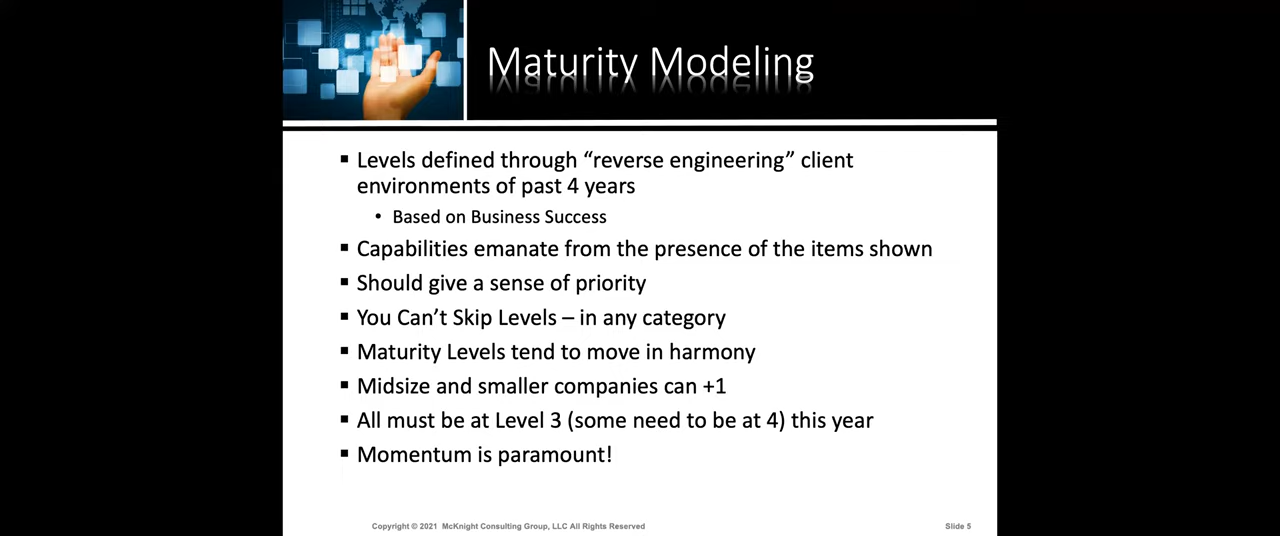 Maturity Modeling
▪ Levels defined through “reverse engineering” client
environments of past 4 years
• Based on Business Success
▪ Capabilities emanate from the presence of the items shown
▪ Should give a sense of priority
▪ You Can’t Skip Levels – in any category
▪ Maturity Levels tend to move in harmony
▪ Midsize and smaller companies can +1
▪ All must be at Level 3 (some need to be at 4) this year
▪ Momentum is paramount!
Copyright © 2021 McKnight Consulting Group, LLC All Rights Reserved
Slide 5